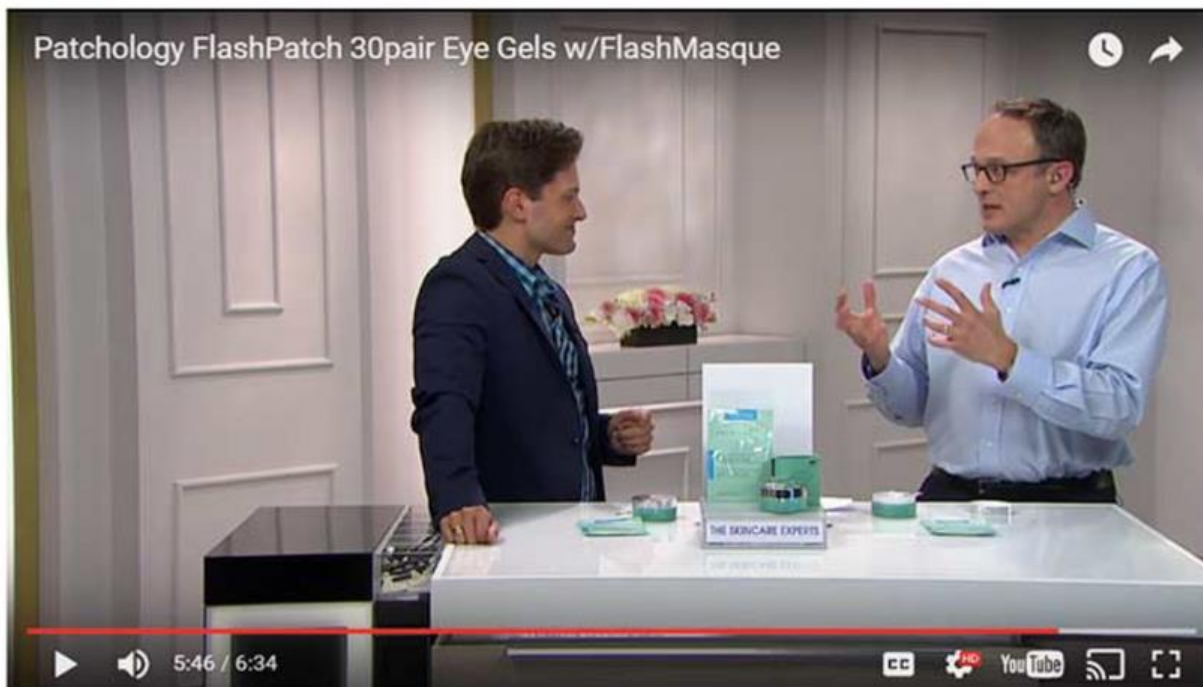 Patchology FlashPatch 30pair Eye Gels w/FlashMasque
THE SKINCARE EXPERTS
5:46 / 6:34
CC
HD
YouTube